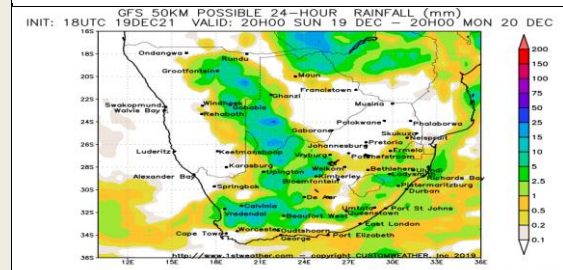 GFS 50KM POSSIBLE 24-HOUR RAINFALL (mm)
INIT: 18UTC 19DEC21 VALID: 20H00 SUN 19 DEC - 20H00 MON 20 DEC
16S
18S
20S
22S
24S
26S
28S
30S
32S
34S
36S
Ondangwa
Rundu
Grootfontein
Maun
Francistown
Ghanzi
Musina
Swakopmund
Walvis Bay
Windhoek
Gobabis
Rehoboth
Polokwane
Phalaborwa
Gaborone
Skukuza
Nelspruit
Johannesburg
Pretoria
Luderitz
Keetmanshoop
Vryburg
Potchefstroom
Ermelo
Karasburg
Upington
Welkom
Bethlehem
Ulundi
Alexander Bay
Bloemfontein
Kimberley
Ladysmith
Richards Bay
Springbok
Pietermaritzburg
Durban
De Aar
Calvinia
Umtata
Port St Johns
Vredendal
Beaufort West
Queenstown
East London
Cape Town
Worcester
Oudtshoorn
George
Port Elizabeth
http://www.1stweather.com - copyright CUSTOMWEATHER, Inc 2019
12E
15E
18E
21E
24E
27E
30E
33E
36E
200
150
100
75
50
25
15
10
5
2.5
1
0.5
0.2
0.1